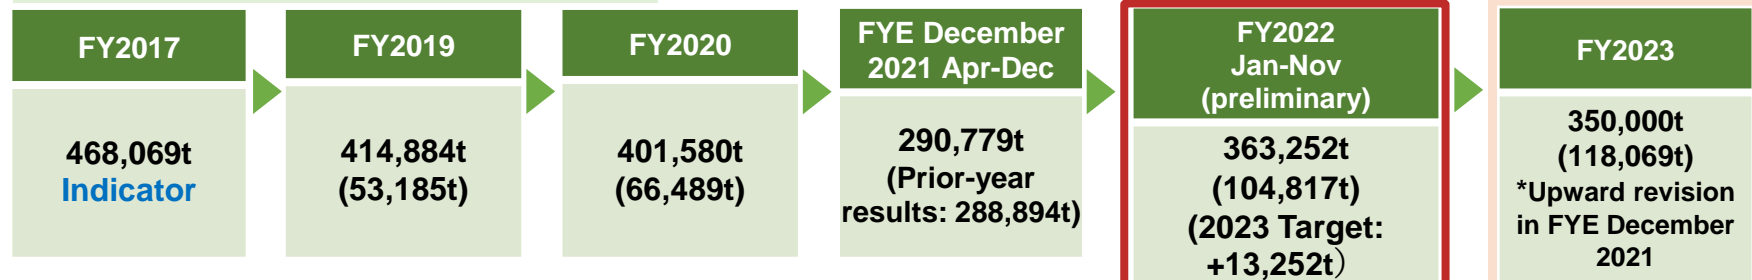 FY2017
468,069t
Indicator
FY2019
414,884t
(53,185t)
FY2020
401,580t
(66,489t)
FYE December
2021 Apr-Dec
290,779t
(Prior-year
results: 288,894t)
FY2022
Jan-Nov
(preliminary)
363,252t
(104,817t)
(2023 Target:
+13,252t）
FY2023
350,000t
(118,069t)
*Upward revision
in FYE December
2021